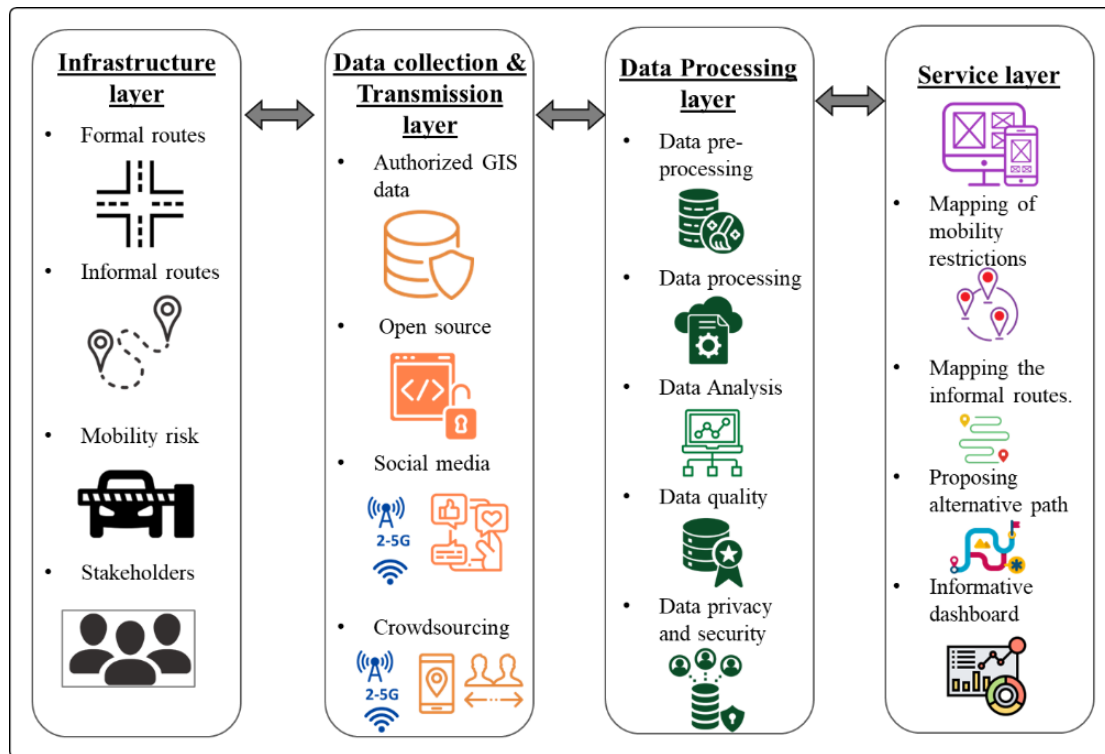 Infrastructure
layer
• Formal routes
• Informal routes
• Mobility risk
• Stakeholders
Data collection &
Transmission
layer
• Authorized GIS
data
• Open source
</>
• Social media
2-5G
• Crowdsourcing
2-5G
Data Processing
layer
• Data pre-
processing
• Data processing
• Data Analysis
• Data quality
• Data privacy
and security
Service layer
• Mapping of
mobility
restrictions
• Mapping the
informal routes.
• Proposing
alternative path
• Informative
dashboard